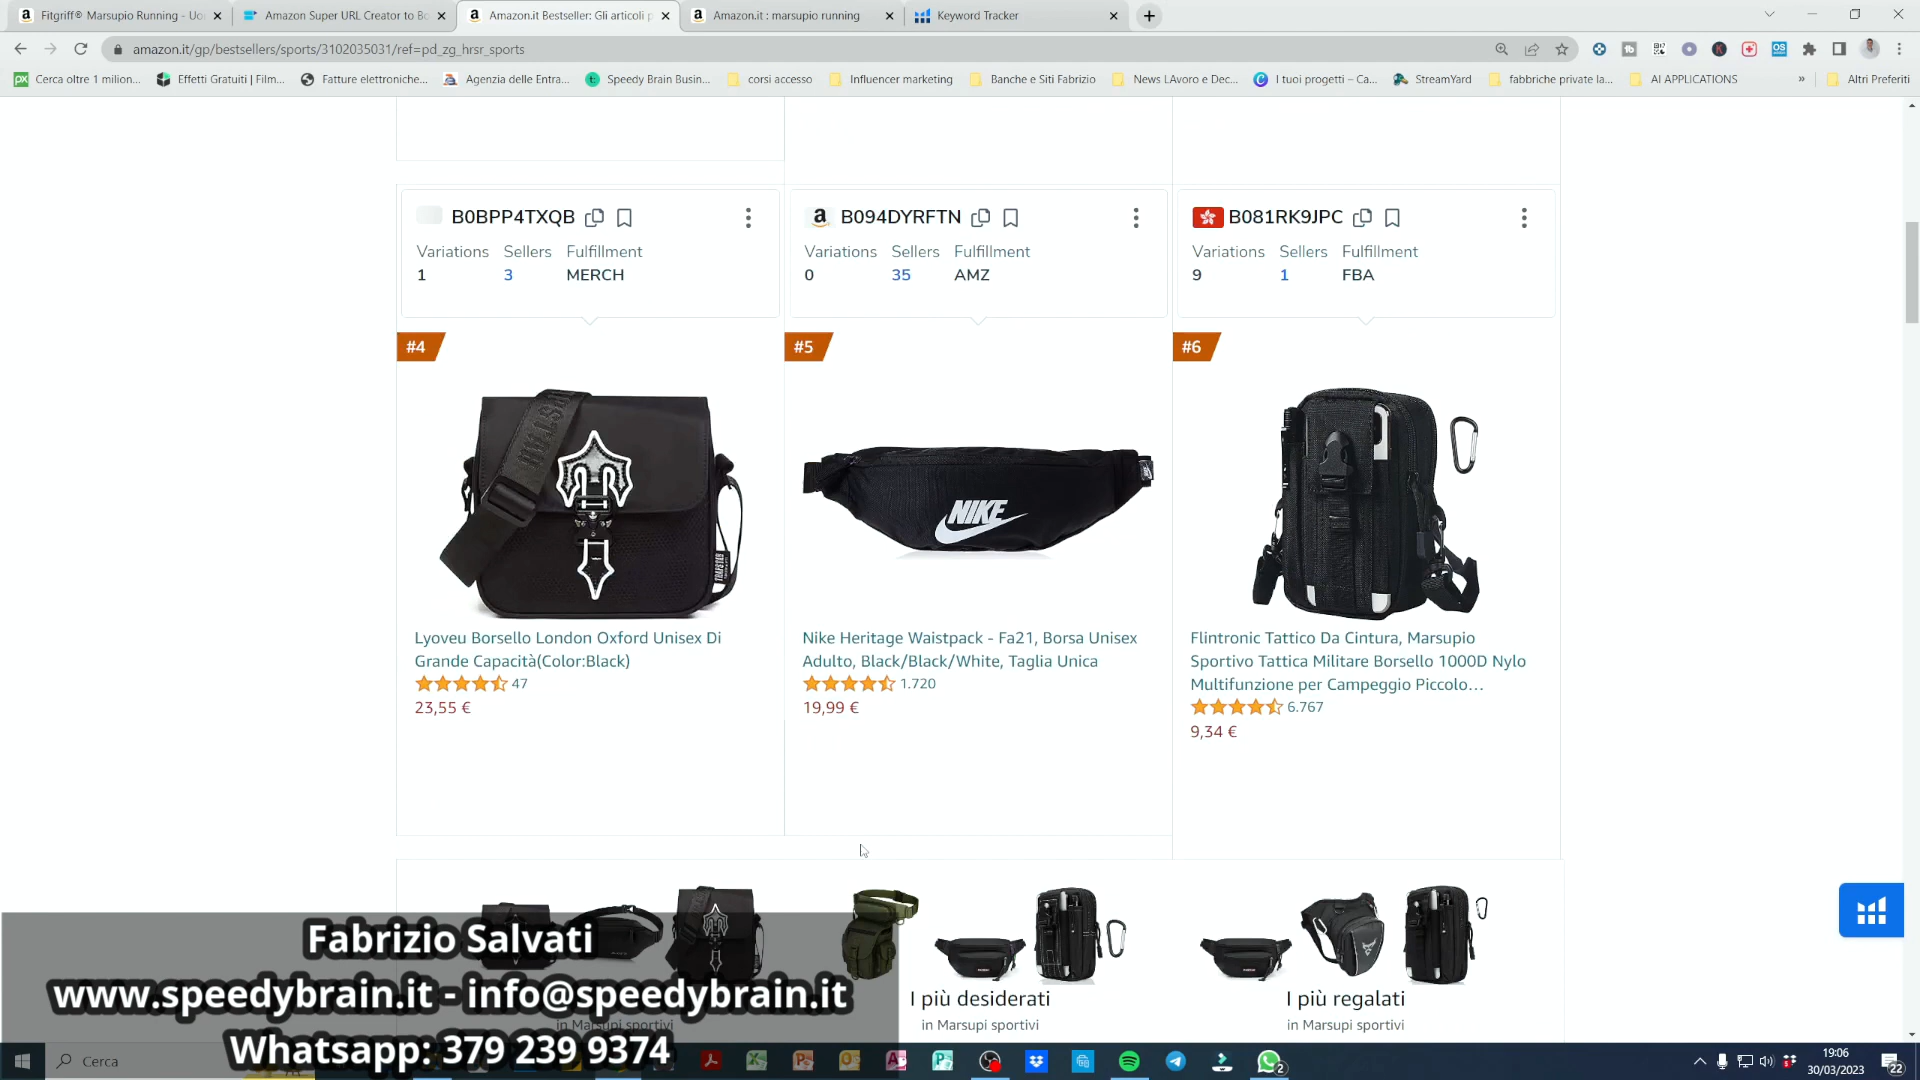 Fitgriff® Marsupio Running - Uo
Amazon Super URL Creator to Bo
Amazon.it Bestseller: Gli articoli p
Amazon.it : marsupio running
Keyword Tracker
amazon.it/gp/bestsellers/sports/3102035031/ref=pd_zg_hrsr_sports
Cerca oltre 1 milion...
Effetti Gratuiti | Film...
Fatture elettroniche...
Agenzia delle Entra...
Speedy Brain Busin...
corsi accesso
Influencer marketing
Banche e Siti Fabrizio
News LAvoro e Dec...
I tuoi progetti – Ca...
StreamYard
fabbriche private la...
AI APPLICATIONS
»
Altri Preferiti
B0BPP4TXQB
Variations Sellers Fulfillment
1 3 MERCH
B094DYRFTN
Variations Sellers Fulfillment
0 35 AMZ
B081RK9JPC
Variations Sellers Fulfillment
9 1 FBA
#4
#5
#6
NIKE
Lyoveu Borsello London Oxford Unisex Di
Grande Capacità(Color:Black)
47
23,55 €
Nike Heritage Waistpack - Fa21, Borsa Unisex
Adulto, Black/Black/White, Taglia Unica
1.720
19,99 €
Flintronic Tattico Da Cintura, Marsupio
Sportivo Tattica Militare Borsello 1000D Nylo
Multifunzione per Campeggio Piccolo…
6.767
9,34 €
I più desiderati
in Marsupi sportivi
I più regalati
in Marsupi sportivi
in Marsupi sportivi
Fabrizio Salvati
www.speedybrain.it - info@speedybrain.it
Whatsapp: 379 239 9374
Cerca
19:06
30/03/2023
22
2